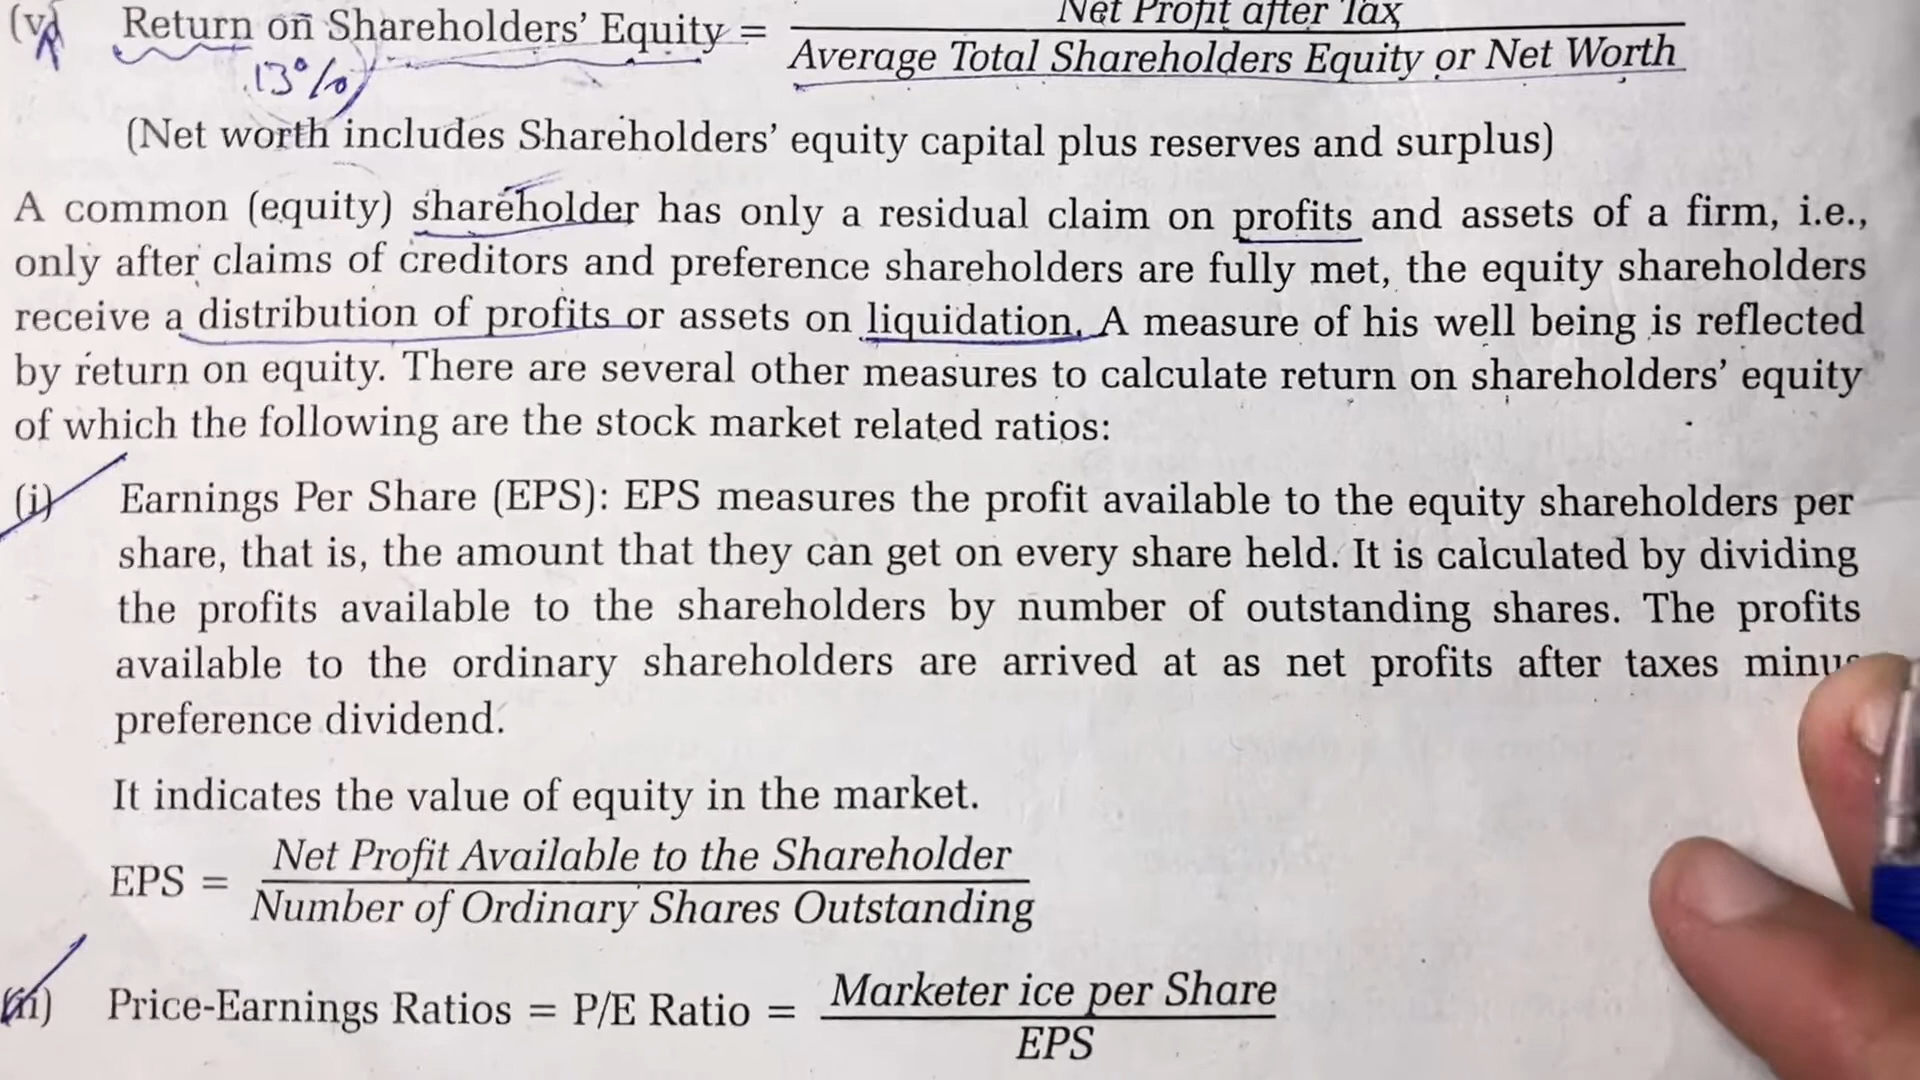 (v) Return on Shareholders' Equity = Net Profit after Tax
Average Total Shareholders Equity or Net Worth
13%
(Net worth includes Shareholders' equity capital plus reserves and surplus)
A common (equity) shareholder has only a residual claim on profits and assets of a firm, i.e.,
only after claims of creditors and preference shareholders are fully met, the equity shareholders
receive a distribution of profits or assets on liquidation. A measure of his well being is reflected
by return on equity. There are several other measures to calculate return on shareholders' equity
of which the following are the stock market related ratios:
(i) Earnings Per Share (EPS): EPS measures the profit available to the equity shareholders per
share, that is, the amount that they can get on every share held. It is calculated by dividing
the profits available to the shareholders by number of outstanding shares. The profits
available to the ordinary shareholders are arrived at as net profits after taxes minus
preference dividend.
It indicates the value of equity in the market.
EPS = Net Profit Available to the Shareholder
Number of Ordinary Shares Outstanding
(ii) Price-Earnings Ratios = P/E Ratio = Marketer ice per Share
EPS